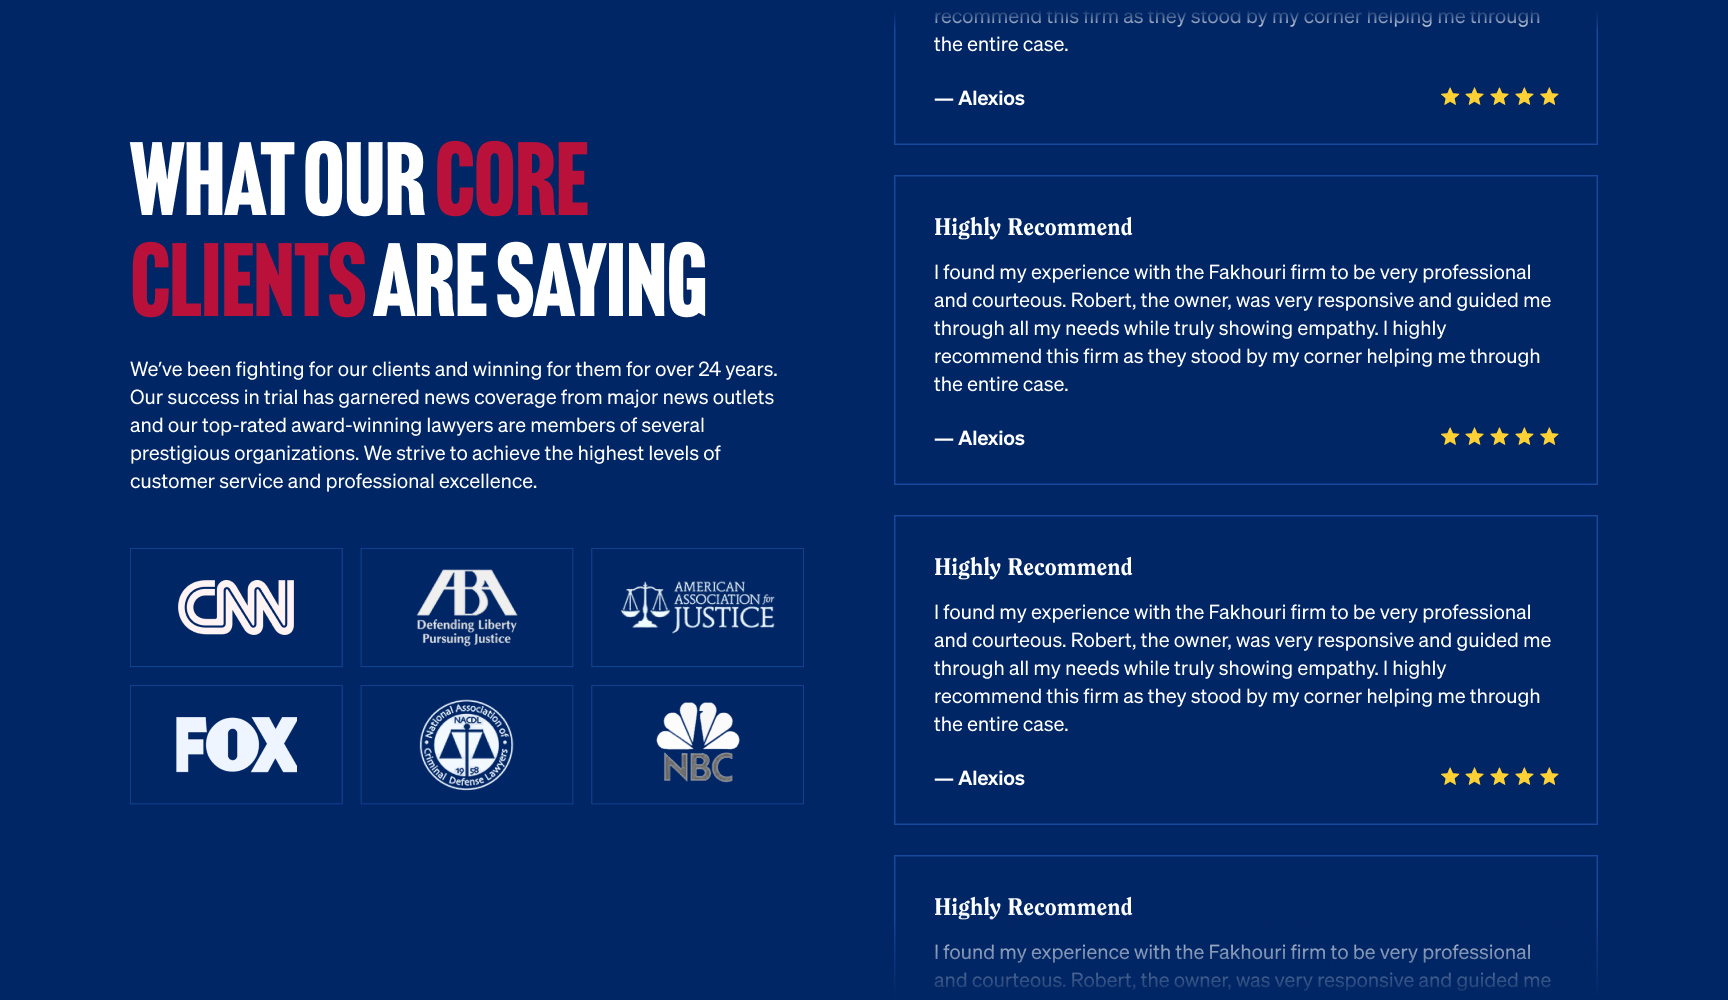 WHAT OUR CORE
CLIENTS ARE SAYING
We’ve been fighting for our clients and winning for them for over 24 years.
Our success in trial has garnered news coverage from major news outlets
and our top-rated award-winning lawyers are members of several
prestigious organizations. We strive to achieve the highest levels of
customer service and professional excellence.
CNN
ABA
Defending Liberty
Pursuing Justice
AMERICAN
ASSOCIATION for
JUSTICE
FOX
National Association of
NACDL
1958
Criminal Defense Lawyers
NBC
recommend this firm as they stood by my corner helping me through
the entire case.
— Alexios
Highly Recommend
I found my experience with the Fakhouri firm to be very professional
and courteous. Robert, the owner, was very responsive and guided me
through all my needs while truly showing empathy. I highly
recommend this firm as they stood by my corner helping me through
the entire case.
— Alexios
Highly Recommend
I found my experience with the Fakhouri firm to be very professional
and courteous. Robert, the owner, was very responsive and guided me
through all my needs while truly showing empathy. I highly
recommend this firm as they stood by my corner helping me through
the entire case.
— Alexios
Highly Recommend
I found my experience with the Fakhouri firm to be very professional
and courteous. Robert, the owner, was very responsive and guided me